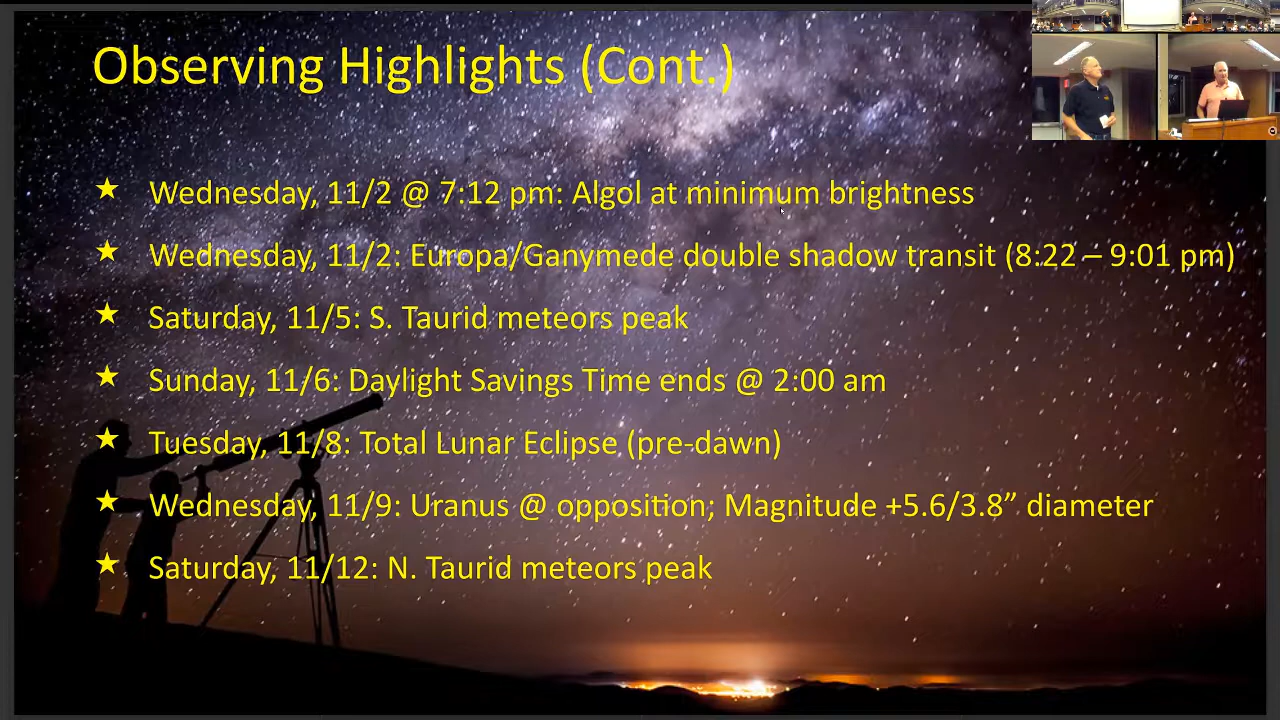 Observing Highlights (Cont.)
Wednesday, 11/2 @ 7:12 pm: Algol at minimum brightness
Wednesday, 11/2: Europa/Ganymede double shadow transit (8:22 – 9:01 pm)
Saturday, 11/5: S. Taurid meteors peak
Sunday, 11/6: Daylight Savings Time ends @ 2:00 am
Tuesday, 11/8: Total Lunar Eclipse (pre-dawn)
Wednesday, 11/9: Uranus @ opposition; Magnitude +5.6/3.8” diameter
Saturday, 11/12: N. Taurid meteors peak